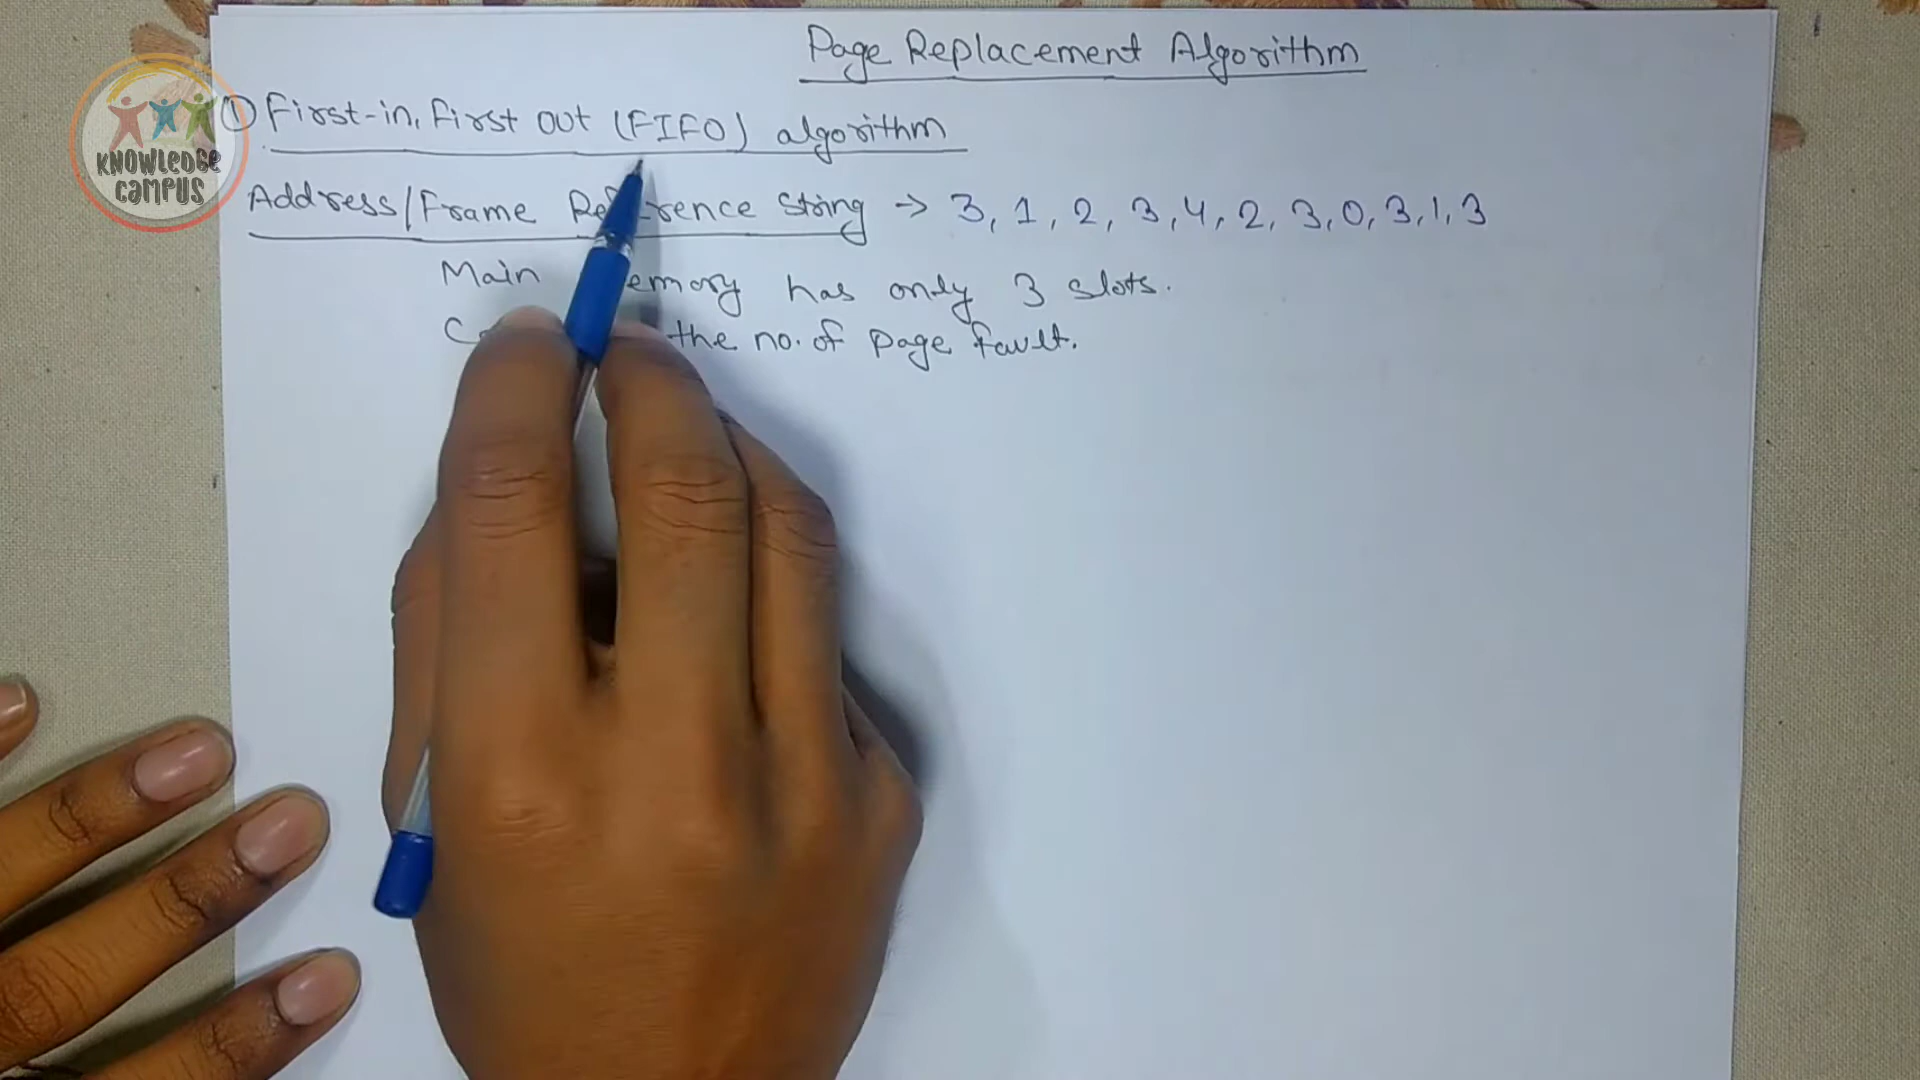 Page Replacement Algorithm
① First-in, First out (FIFO) algorithm
KNOWLEDGE
CAMPUS
Address/Frame Reference String → 3, 1, 2, 3, 4, 2, 3, 0, 3, 1, 3
Main Memory has only 3 slots.
the no. of page fault.